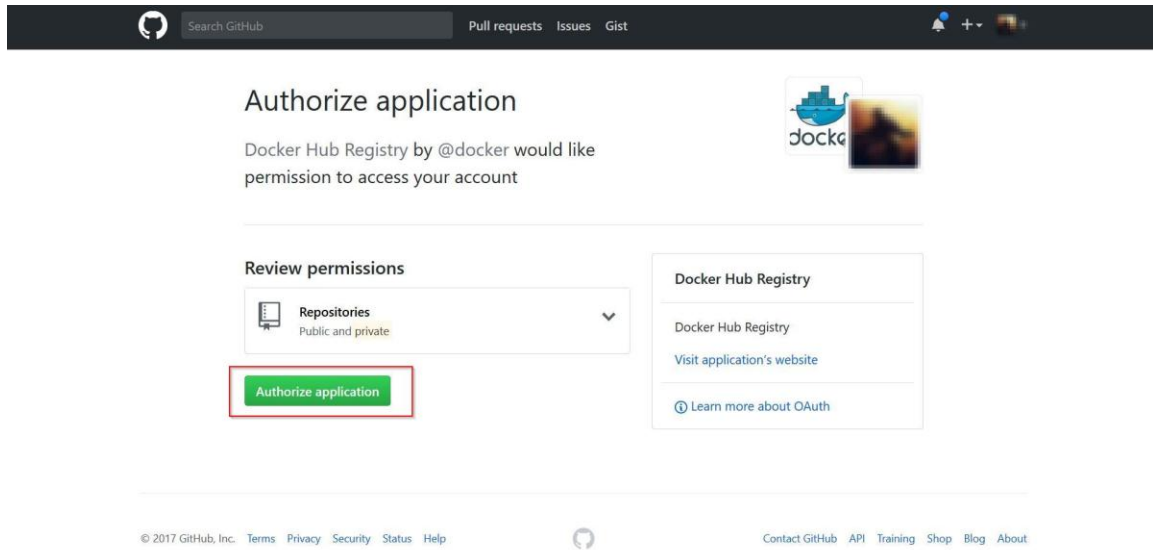 Search GitHub Pull requests Issues Gist
Authorize application
Docker Hub Registry by @docker would like
permission to access your account
Review permissions
Repositories
Public and private
Authorize application
Docker Hub Registry
Docker Hub Registry
Visit application's website
Learn more about OAuth
© 2017 GitHub, Inc. Terms Privacy Security Status Help
Contact GitHub API Training Shop Blog About